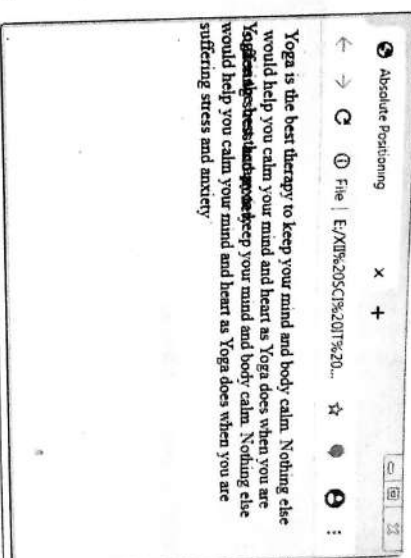 Absolute Positioning
File | E:/XII%20SCI%20IT%20...
Yoga is the best therapy to keep your mind and body calm. Nothing else
would help you calm your mind and heart as Yoga does when you are
keep your mind and body calm. Nothing else
would help you calm your mind and heart as Yoga does when you are
suffering stress and anxiety